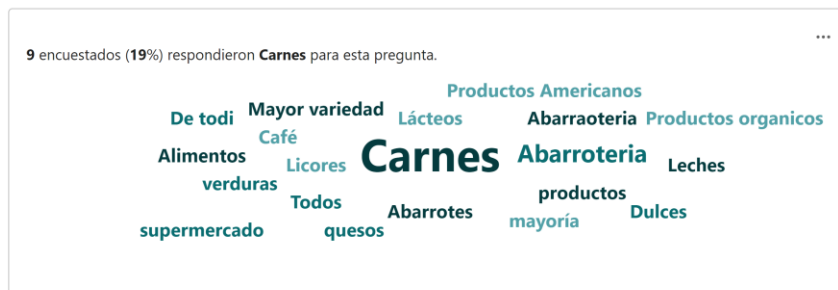 ...
9 encuestados (19%) respondieron Carnes para esta pregunta.
Productos Americanos
De todi Mayor variedad Lácteos Abarraoteria Productos organicos
Café
Alimentos Licores Carnes Abarroteria Leches
verduras productos
Todos Abarrotes mayoría Dulces
supermercado quesos